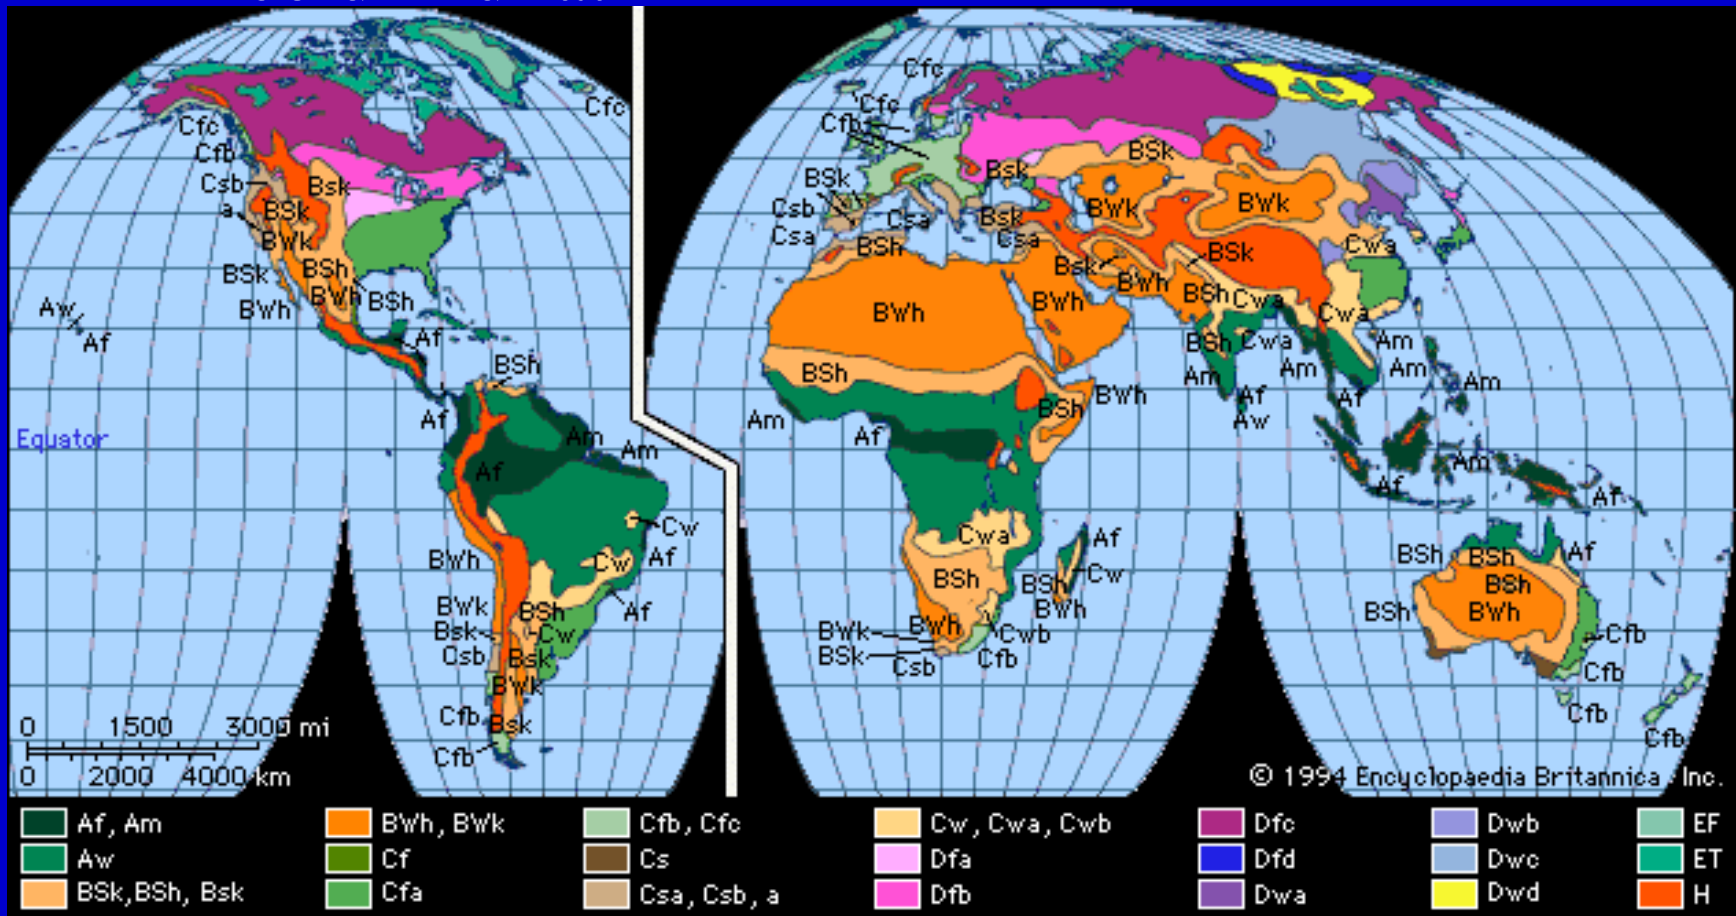 Cfc
Cfc
Cfc
Cfc
Cfb
Cfb
BSk
BSk
Csb
Bsk
Bsk
a
BSk
BWk
Csb
Csa
Csa
BSh
Bsk
Csa
BWk
BWk
Cwa
BSk
BSh
BWh
BSh
BWh
Bsk
BWh
BSk
BSh
Cwa
Aw
Af
Af
BWh
BWh
Cwa
BSh
Cwa
Am
Am
Am
Am
Am
BSh
BSh
BWh
BSh
Af
Aw
Af
Af
Am
Af
Equator
Am
Am
Af
Am
Af
Af
Cw
Cwa
Af
Cw
Af
BWh
BSh
BSh
Cw
BSh
BSh
Af
BSh
BWk
BSh
Af
BWh
BSh
BWh
Bsk
Cw
BWh
BWk
Cwb
Cfb
Csb
Bsk
BSk
Csb
Cfb
Cfb
BWk
Cfb
Bsk
Cfb
Cfb
Cfb
0 1500 3000 mi
0 2000 4000 km
© 1994 Encyclopaedia Britannica, Inc.
Af, Am
BWh, BWk
Cfb, Cfc
Cw, Cwa, Cwb
Dfc
Dwb
EF
Aw
Cf
Cs
Dfa
Dfd
Dwc
ET
BSk,BSh, Bsk
Cfa
Csa, Csb, a
Dfb
Dwa
Dwd
H